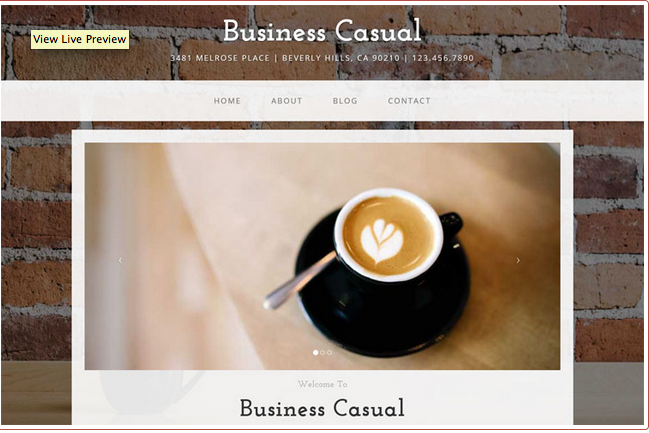 Business Casual
View Live Preview
3481 MELROSE PLACE | BEVERLY HILLS, CA 90210 | 123.456.7890
HOME ABOUT BLOG CONTACT
Welcome To
Business Casual